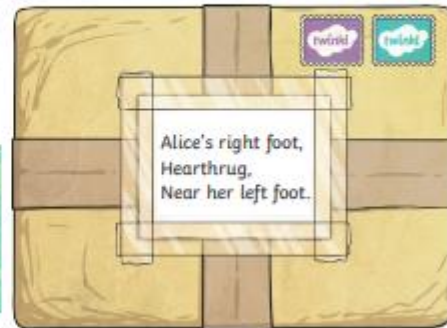 twinkl twinkl
Alice's right foot,
Hearthrug,
Near her left foot.